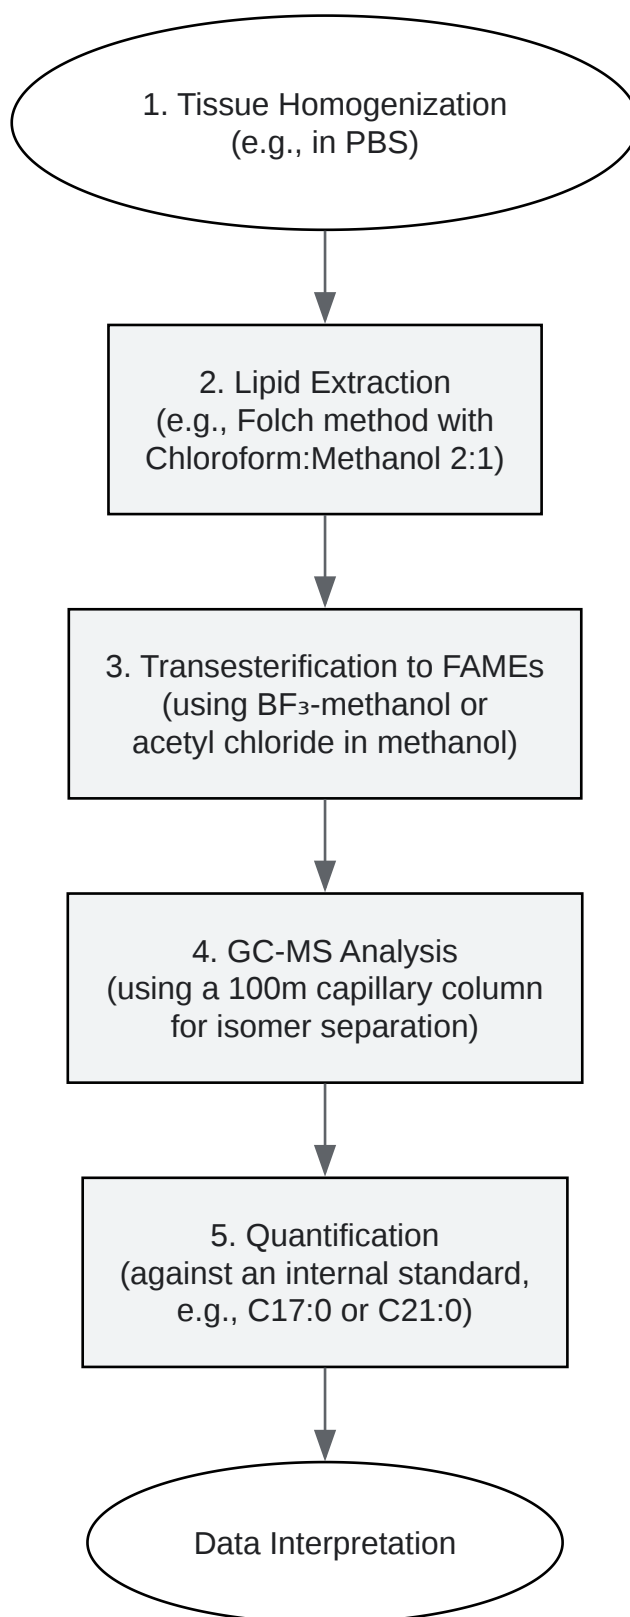 1. Tissue Homogenization
(e.g., in PBS)
2. Lipid Extraction
(e.g., Folch method with
Chloroform:Methanol 2:1)
3. Transesterification to FAMEs
(using BF₃-methanol or
acetyl chloride in methanol)
4. GC-MS Analysis
(using a 100m capillary column
for isomer separation)
5. Quantification
(against an internal standard,
e.g., C17:0 or C21:0)
Data Interpretation